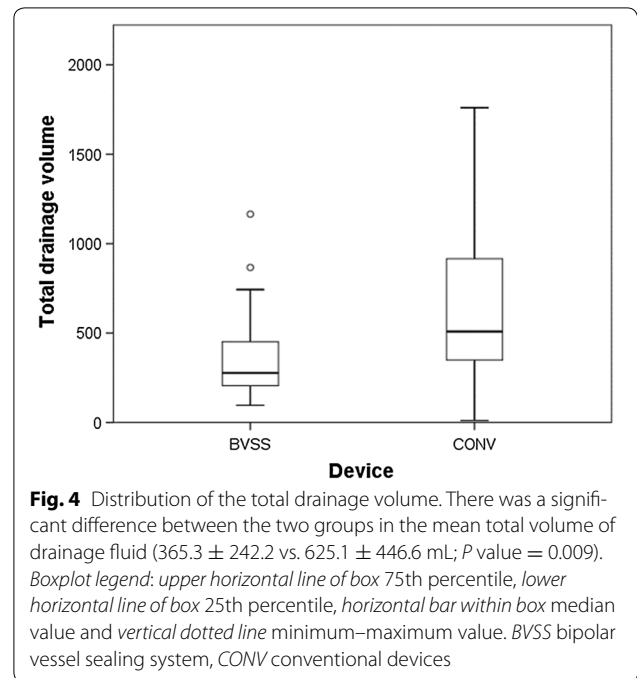 Total drainage volume
2000
1500
1000
500
0
BVSS CONV
Device
Fig. 4 Distribution of the total drainage volume. There was a signifi-
cant difference between the two groups in the mean total volume of
drainage fluid (365.3 ± 242.2 vs. 625.1 ± 446.6 mL; P value = 0.009).
Boxplot legend: upper horizontal line of box 75th percentile, lower
horizontal line of box 25th percentile, horizontal bar within box median
value and vertical dotted line minimum–maximum value. BVSS bipolar
vessel sealing system, CONV conventional devices